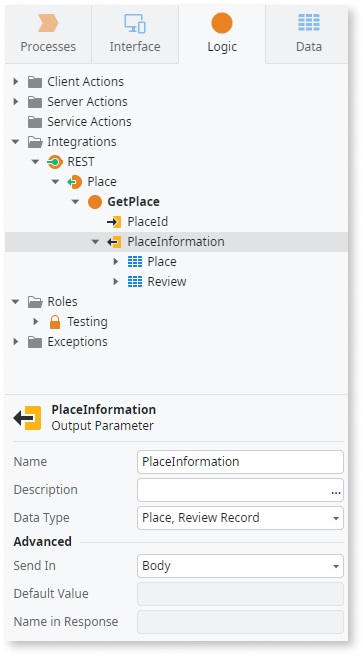 Processes Interface Logic Data
Client Actions
Server Actions
Service Actions
Integrations
REST
Place
GetPlace
PlaceId
PlaceInformation
Place
Review
Roles
Testing
Exceptions
PlaceInformation
Output Parameter
Name PlaceInformation
Description ...
Data Type Place, Review Record
Advanced
Send In Body
Default Value
Name in Response